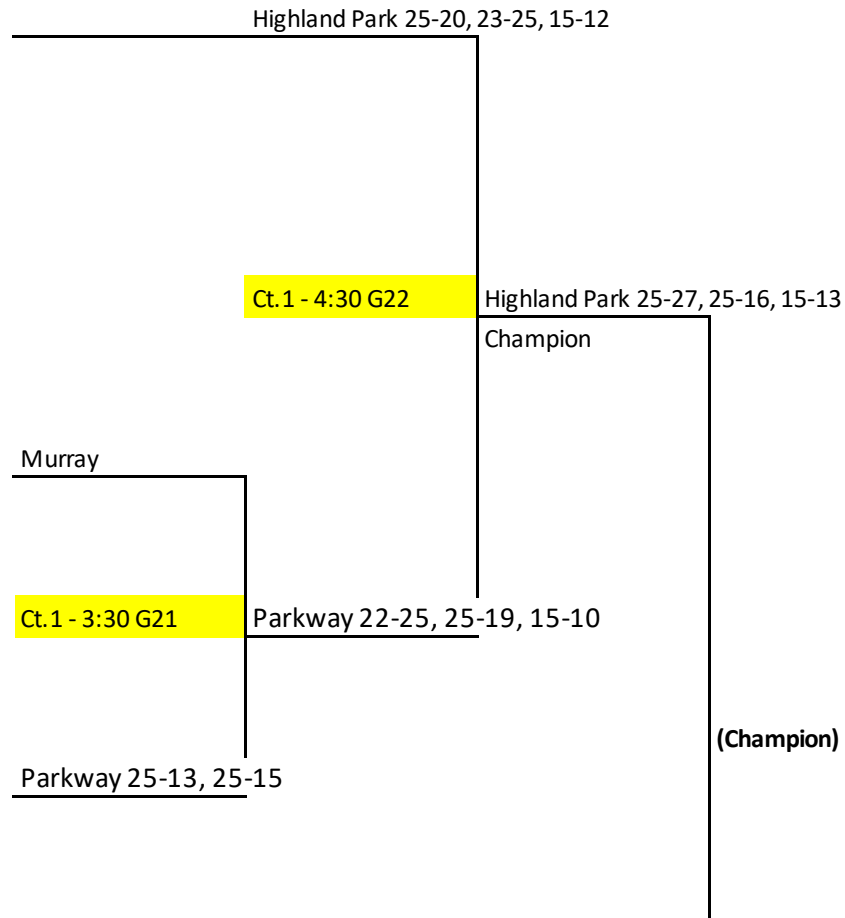 Highland Park 25-20, 23-25, 15-12
Ct.1 - 4:30 G22
Highland Park 25-27, 25-16, 15-13
Champion
Murray
Ct.1 - 3:30 G21
Parkway 22-25, 25-19, 15-10
(Champion)
Parkway 25-13, 25-15